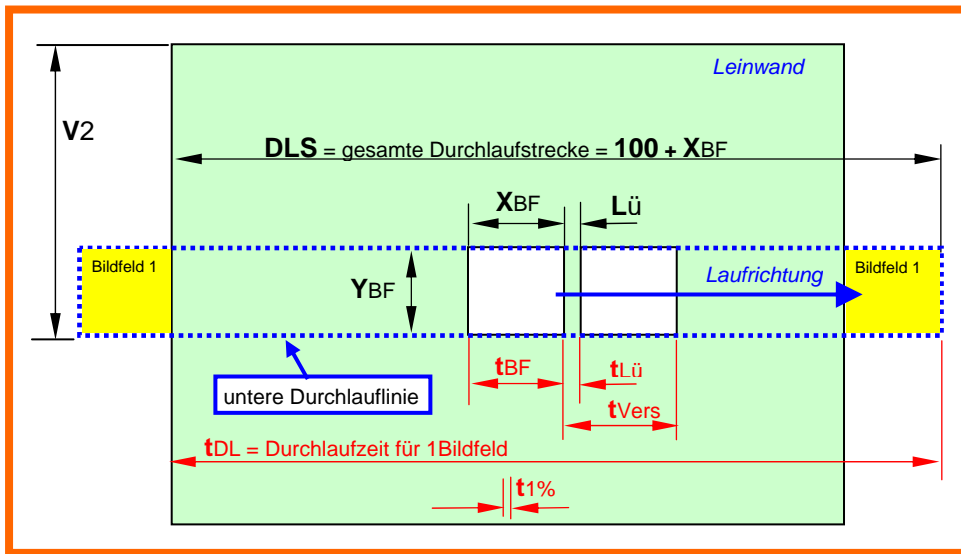 Leinwand
V2
DLS = gesamte Durchlaufstrecke = 100 + XBF
XBF
Lü
Bildfeld 1
YBF
Laufrichtung
Bildfeld 1
tBF
tLü
untere Durchlauflinie
tVers
tDL = Durchlaufzeit für 1Bildfeld
t1%